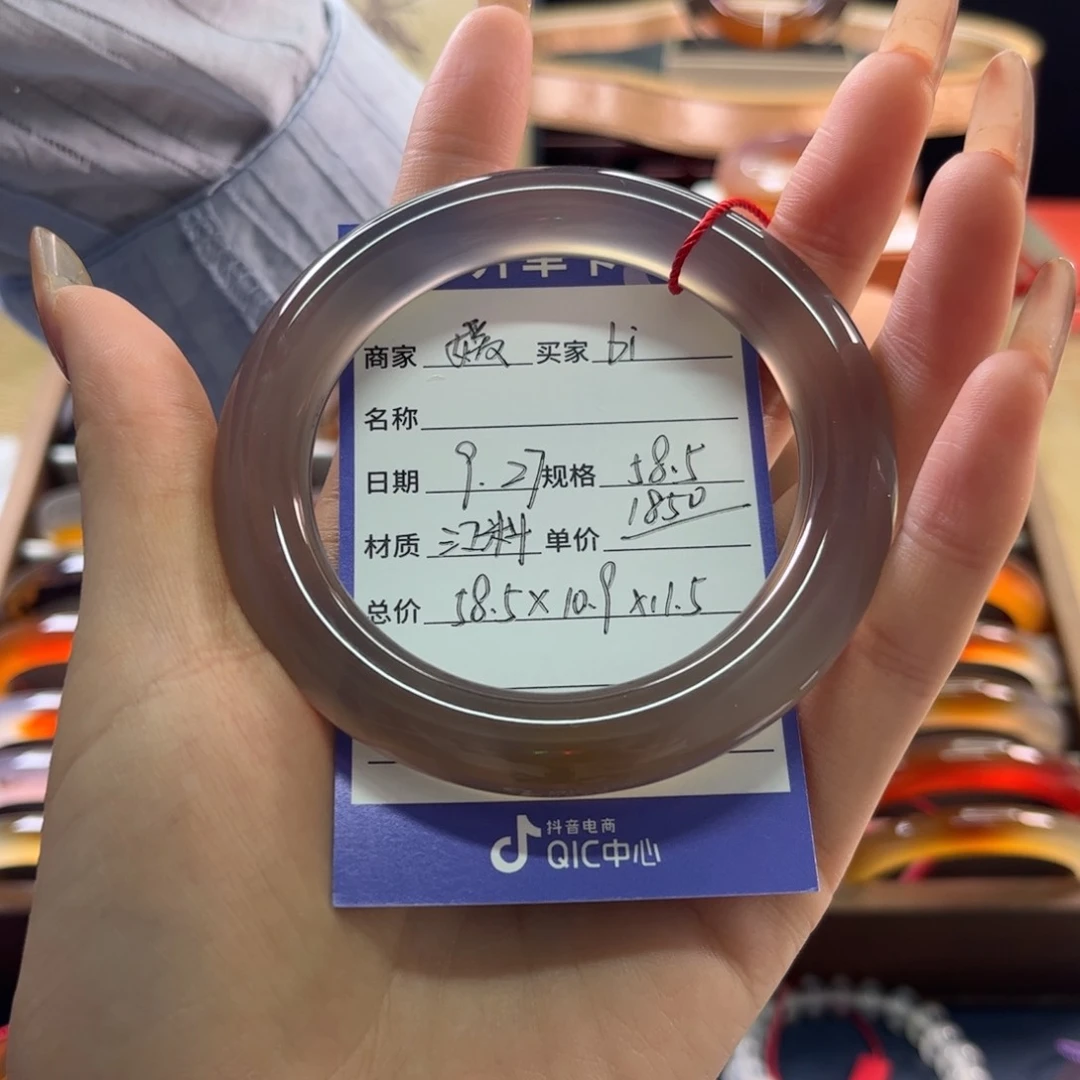 商家 媛 买家 bi
名称
日期 9.27 规格 58.5
1850
材质 江料 单价
总价 58.5×10.9×11.5
抖音电商
QIC中心